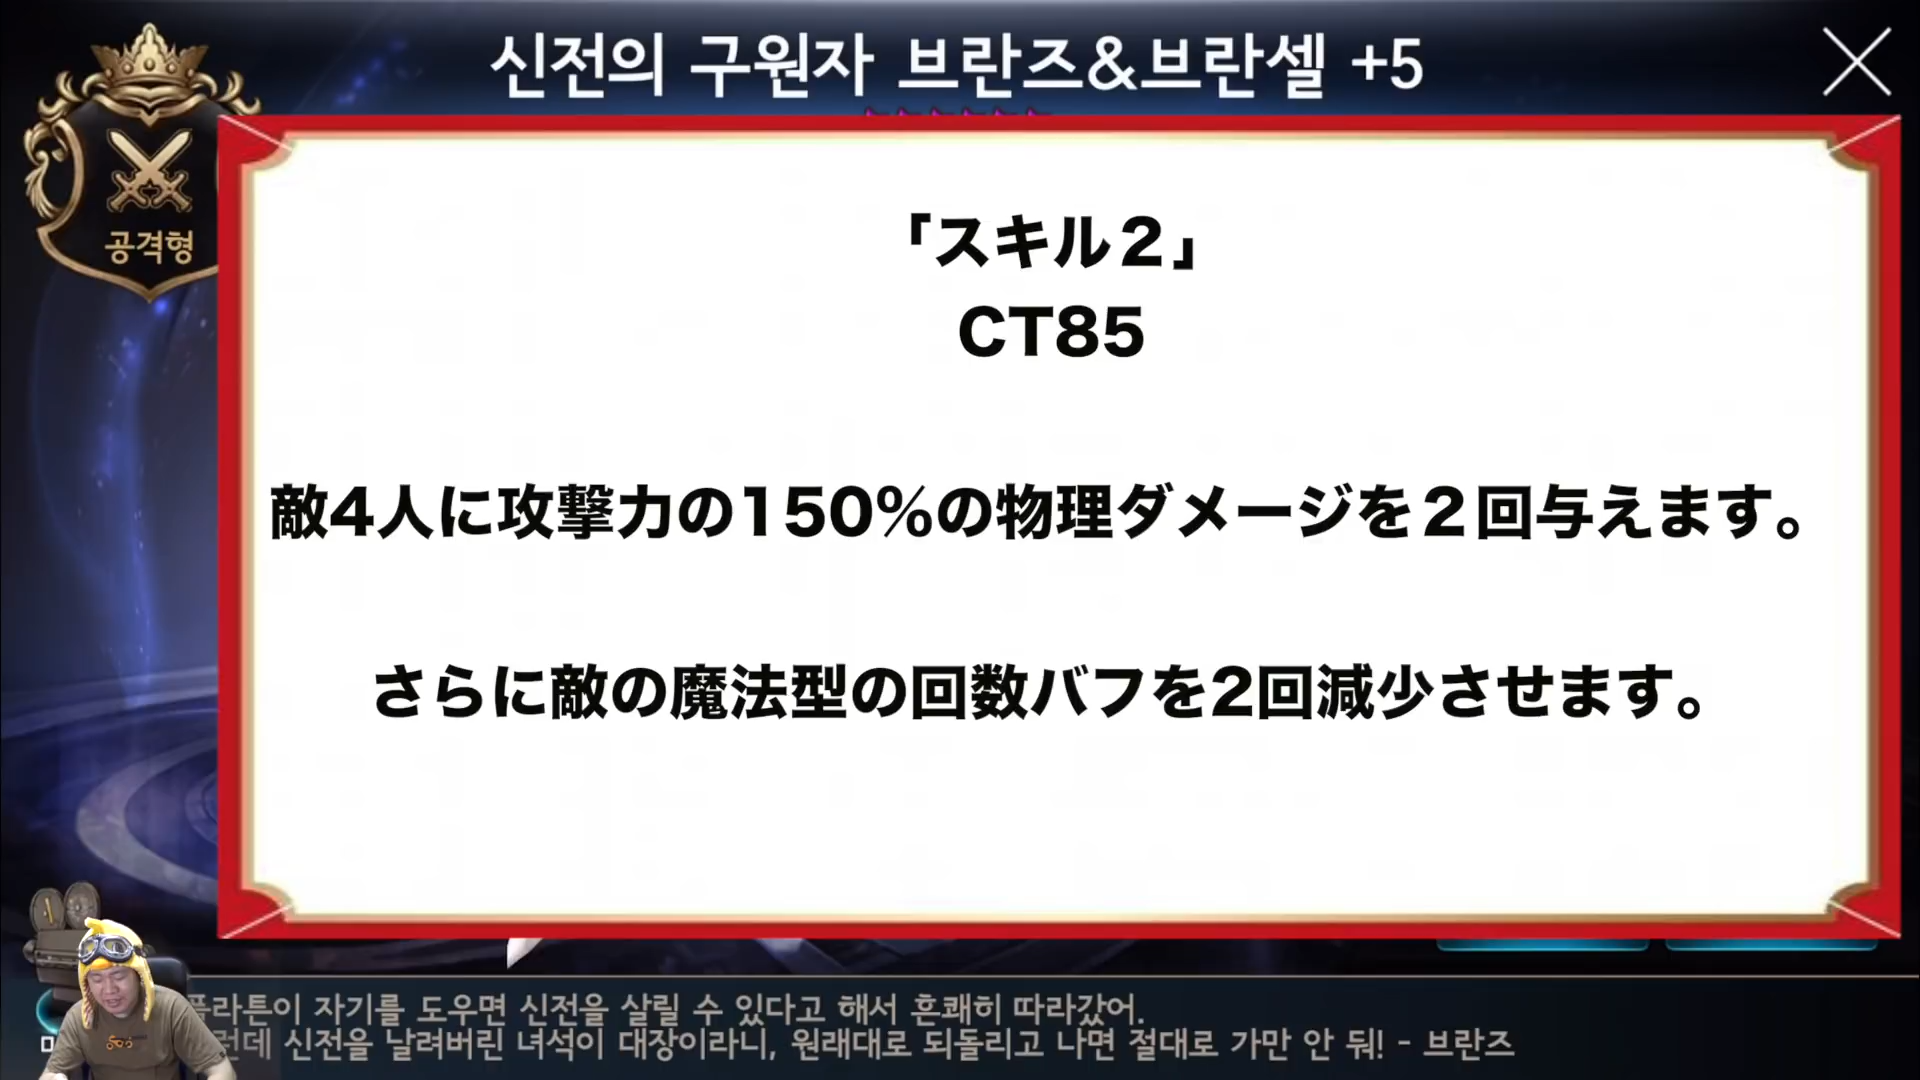 신전의 구원자 브란즈&브란셀 +5
공격형
「スキル２」
CT85
敵4人に攻撃力の150%の物理ダメージを２回与えます。
さらに敵の魔法型の回数バフを2回減少させます。
플라튼이 자기를 도우면 신전을 살릴 수 있다고 해서 흔쾌히 따라갔어.
런데 신전을 날려버린 녀석이 대장이라니, 원래대로 되돌리고 나면 절대로 가만 안 둬! - 브란즈